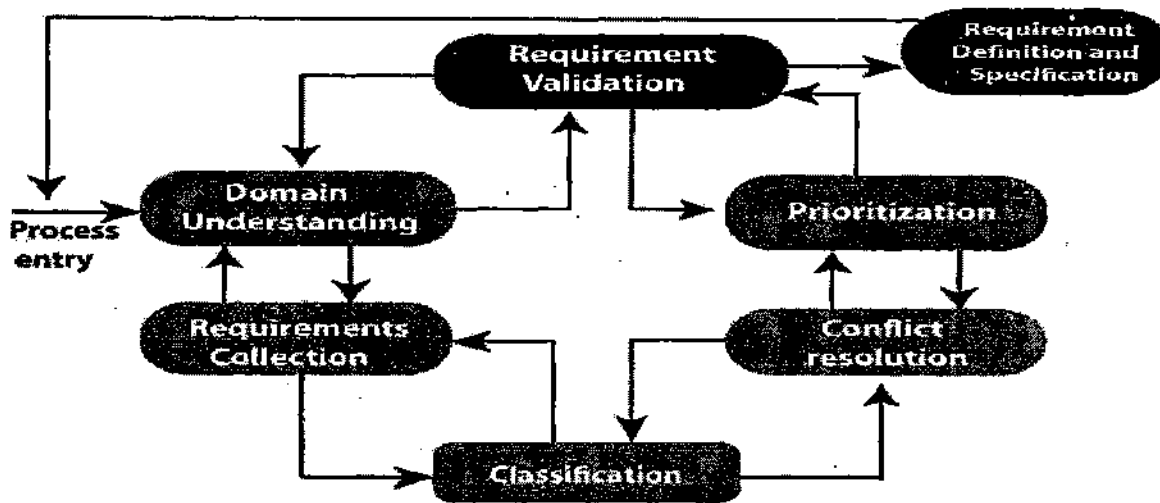 Requirement
Definition and
Specification
Requirement
Validation
Domain
Understanding
Prioritization
Process
entry
Requirements
Collection
Conflict
resolution
Classification